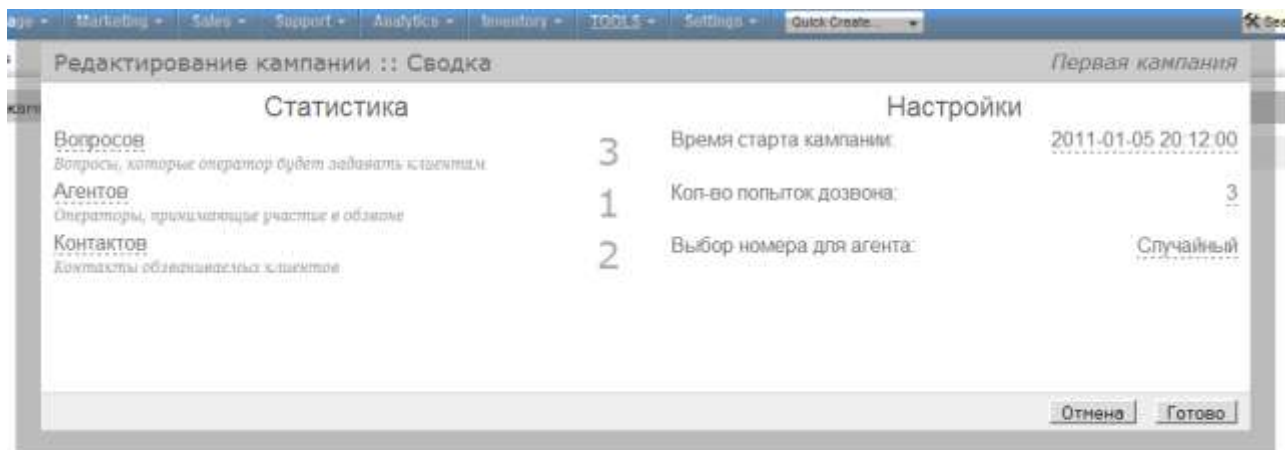 age Marketing Sales Support Analytics Inventory TOOLS Settings Quick Create... Sea
Редактирование кампании :: Сводка
Первая кампания
Статистика
Вопросов 3
Вопросы, которые оператор будет задавать клиентам
Агентов 1
Операторы, принимающие участие в обзвоне
Контактов 2
Контакты обзваниваемых клиентов
Настройки
Время старта кампании: 2011-01-05 20:12:00
Кол-во попыток дозвона: 3
Выбор номера для агента: Случайный
Отмена Готово